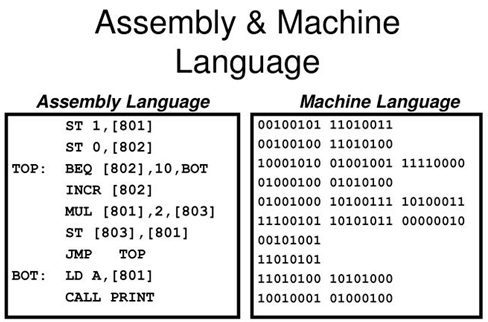 Assembly & Machine
Language
Assembly Language
ST 1,[801]
ST 0,[802]
TOP: BEQ [802],10,BOT
INCR [802]
MUL [801],2,[803]
ST [803],[801]
JMP TOP
BOT: LD A,[801]
CALL PRINT
Machine Language
00100101 11010011
00100100 11010100
10001010 01001001 11110000
01000100 01010100
01001000 10100111 10100011
11100101 10101011 00000010
00101001
11010101
11010100 10101000
10010001 01000100